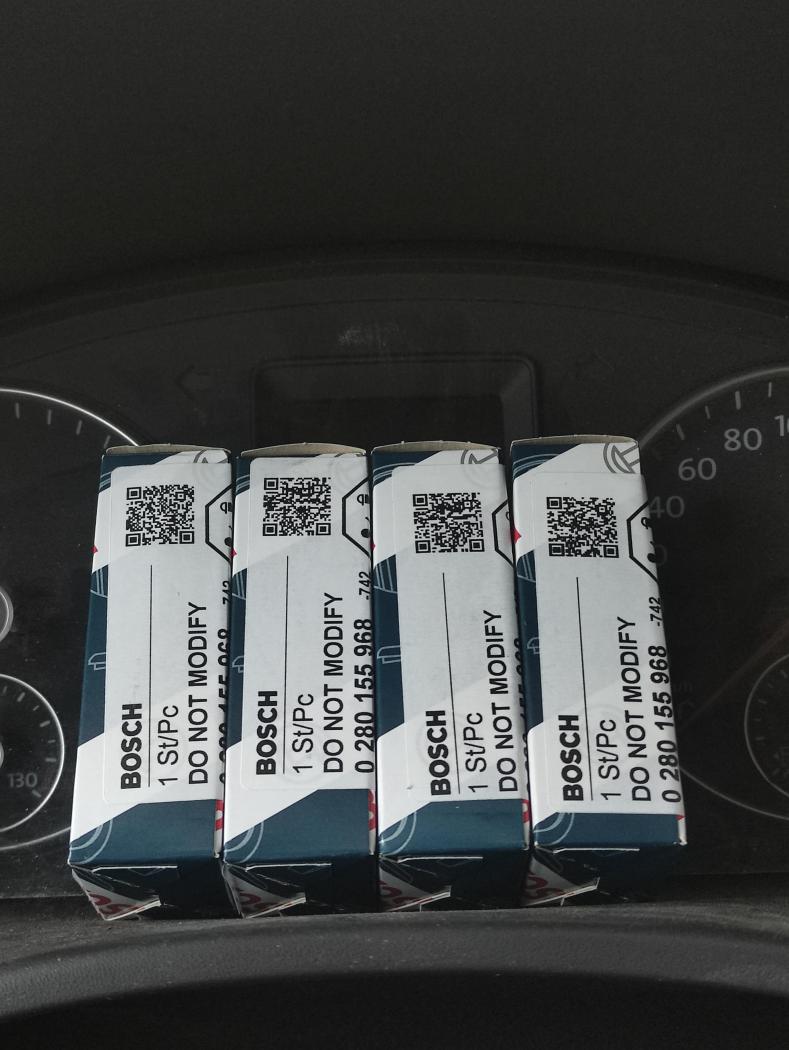 BOSCH
1 St/Pc
DO NOT MODIFY
BOSCH
1 St/Pc
DO NOT MODIFY
0 280 155 968 -742
BOSCH
1 St/Pc
DO NOT MODIFY
BOSCH
1 St/Pc
DO NOT MODIFY
0 280 155 968 -742
130
40
60
80